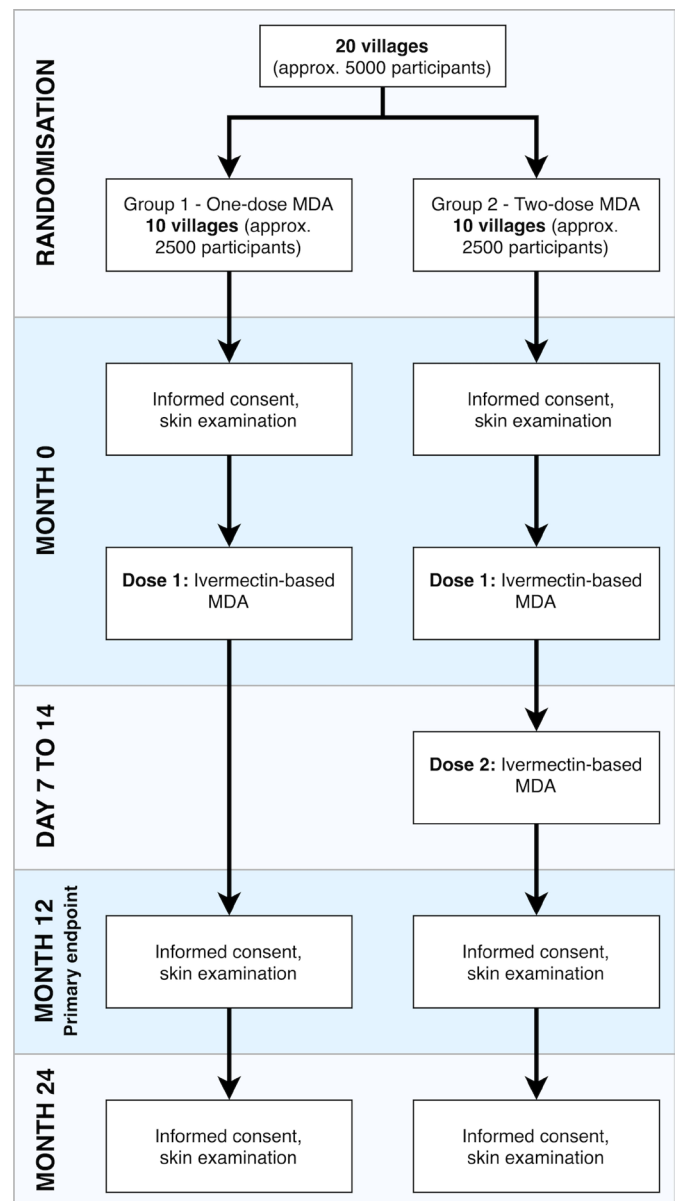 RANDOMISATION
20 villages
(approx. 5000 participants)
Group 1 - One-dose MDA
10 villages (approx.
2500 participants)
Group 2 - Two-dose MDA
10 villages (approx.
2500 participants)
MONTH 0
Informed consent,
skin examination
Informed consent,
skin examination
Dose 1: Ivermectin-based
MDA
Dose 1: Ivermectin-based
MDA
DAY 7 TO 14
Dose 2: Ivermectin-based
MDA
MONTH 12
Primary endpoint
Informed consent,
skin examination
Informed consent,
skin examination
MONTH 24
Informed consent,
skin examination
Informed consent,
skin examination